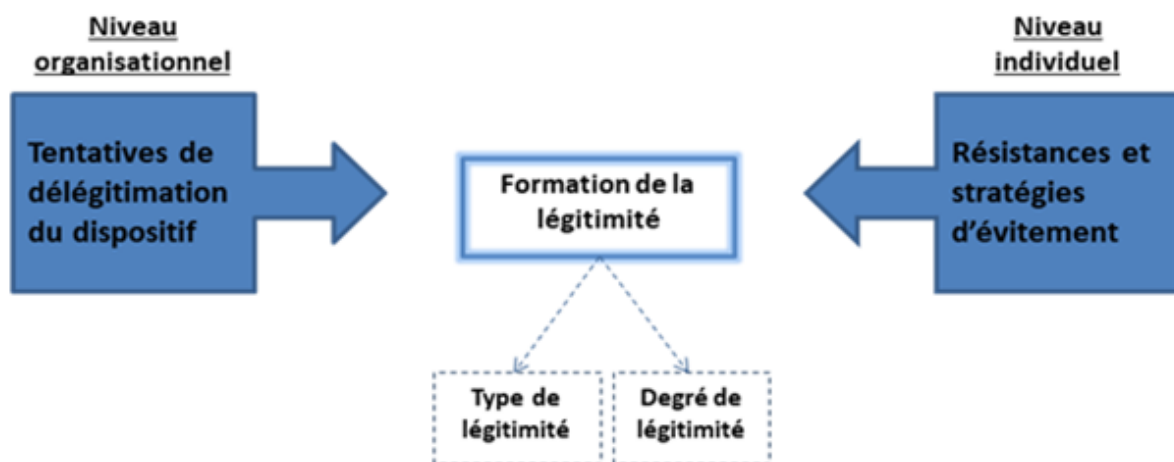 Niveau
organisationnel
Tentatives de
délégitimation
du dispositif
Formation de la
légitimité
Type de
légitimité
Degré de
légitimité
Niveau
individuel
Résistances et
stratégies
d'évitement